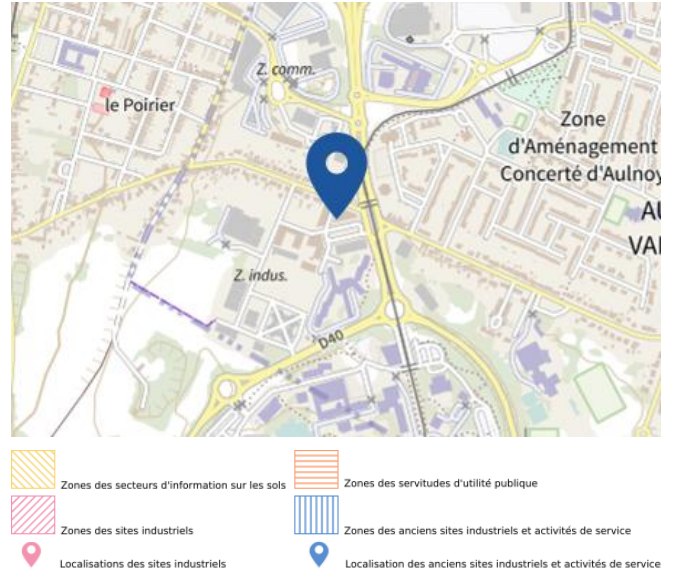 Z. comm.
le Poirier
Zone
d'Aménagement
Concerté d'Aulnoy
AU
VAL
Z. indus.
D40
Zones des secteurs d'information sur les sols
Zones des servitudes d'utilité publique
Zones des sites industriels
Zones des anciens sites industriels et activités de service
Localisations des sites industriels
Localisation des anciens sites industriels et activités de service